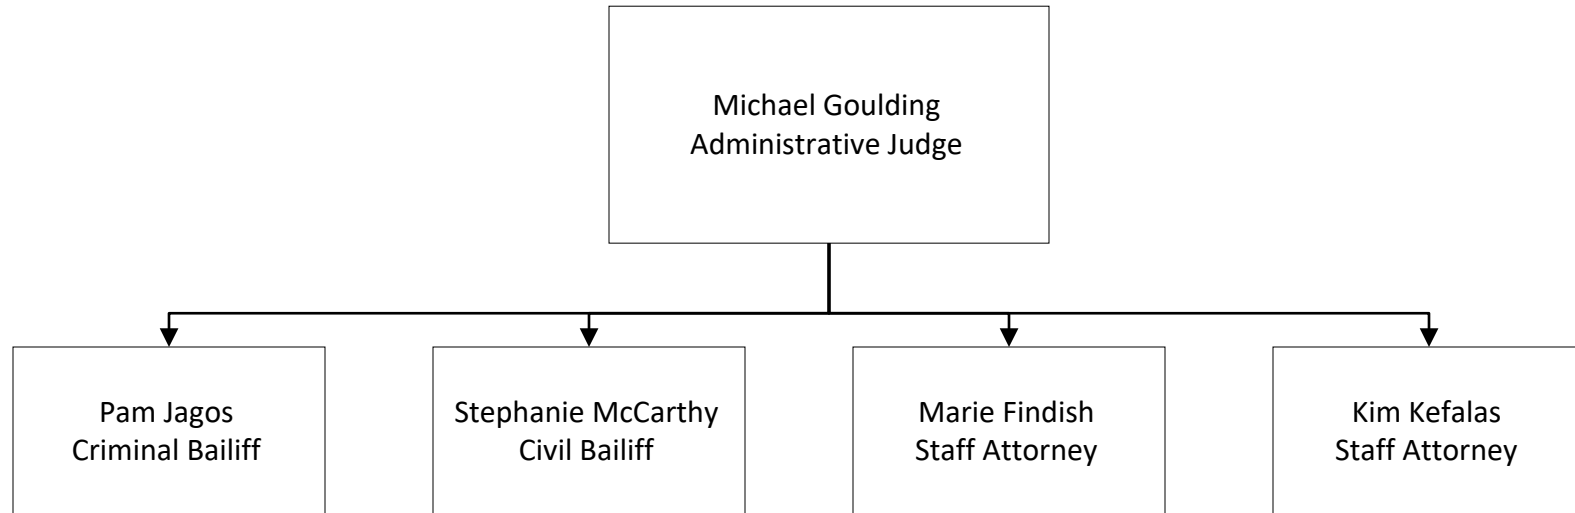 Michael Goulding
Administrative Judge
Pam Jagos
Criminal Bailiff
Stephanie McCarthy
Civil Bailiff
Marie Findish
Staff Attorney
Kim Kefalas
Staff Attorney